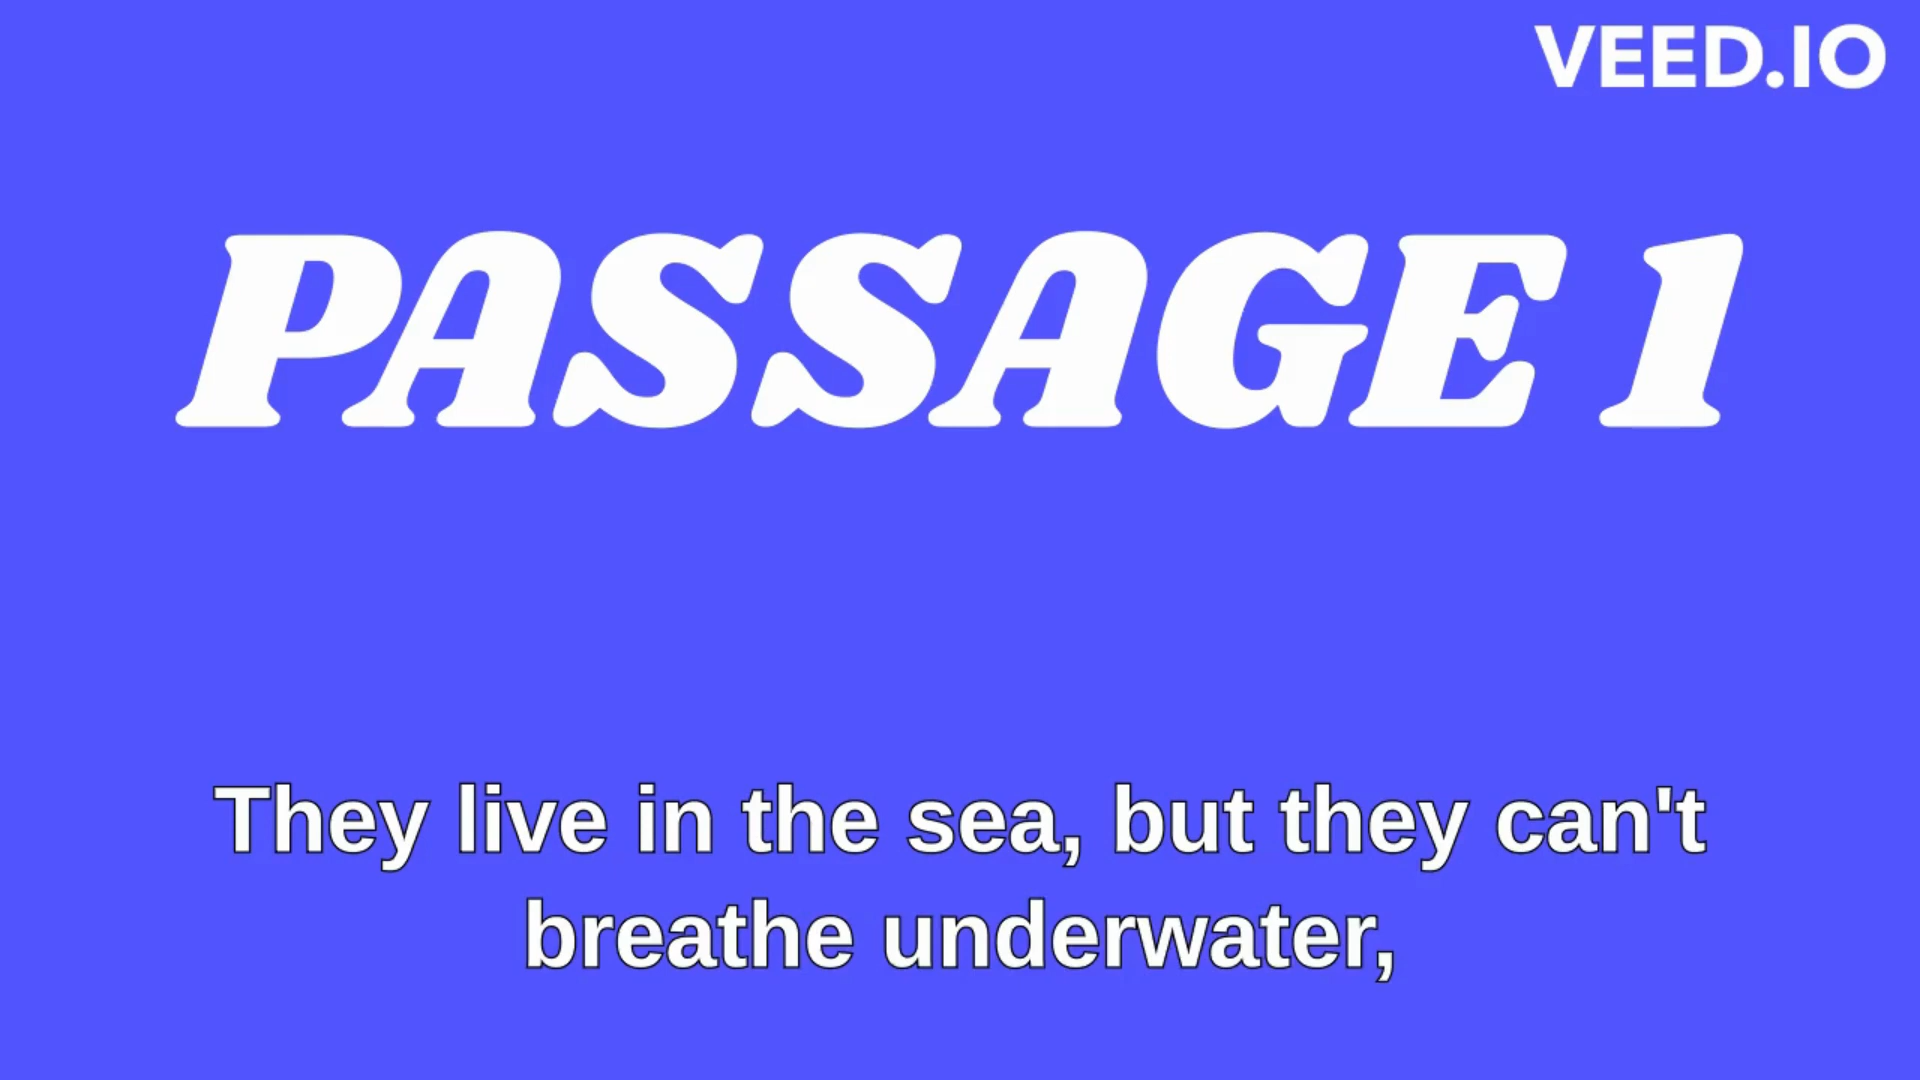 VEED.IO
PASSAGE 1
They live in the sea, but they can't
breathe underwater,